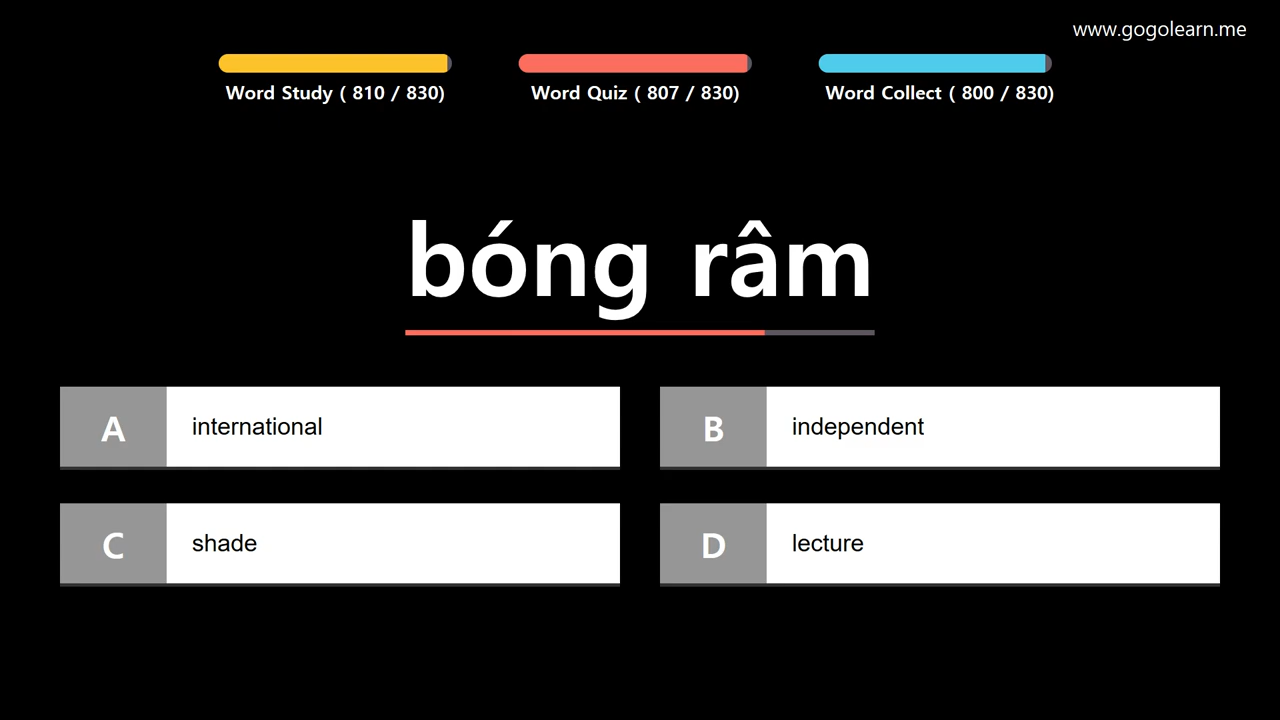 www.gogolearn.me
Word Study ( 810 / 830)
Word Quiz ( 807 / 830)
Word Collect ( 800 / 830)
bóng râm
A international
B independent
C shade
D lecture